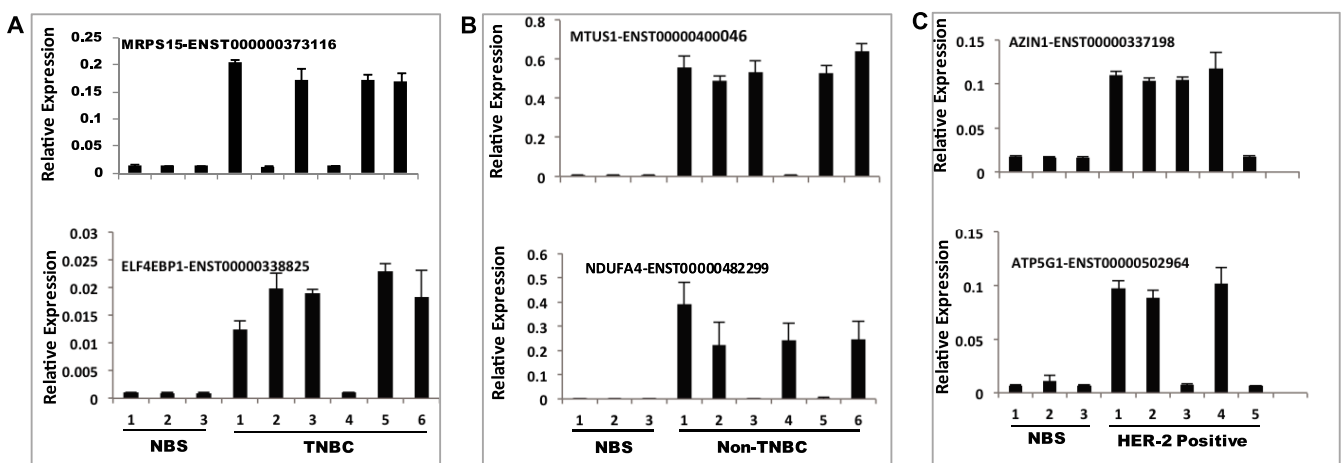 A
Relative Expression
MRPS15-ENST000000373116
0.25
0.2
0.15
0.1
0.05
0
Relative Expression
ELF4EBP1-ENST00000338825
0.03
0.025
0.02
0.015
0.01
0.005
0
1 2 3 1 2 3 4 5 6
NBS TNBC
B
Relative Expression
MTUS1-ENST00000400046
0.8
0.6
0.4
0.2
0
Relative Expression
NDUFA4-ENST00000482299
0.6
0.5
0.4
0.3
0.2
0.1
0
1 2 3 1 2 3 4 5 6
NBS Non-TNBC
C
Relative Expression
AZIN1-ENST00000337198
0.15
0.1
0.05
0
Relative Expression
ATP5G1-ENST00000502964
0.15
0.1
0.05
0
1 2 3 1 2 3 4 5
NBS HER-2 Positive